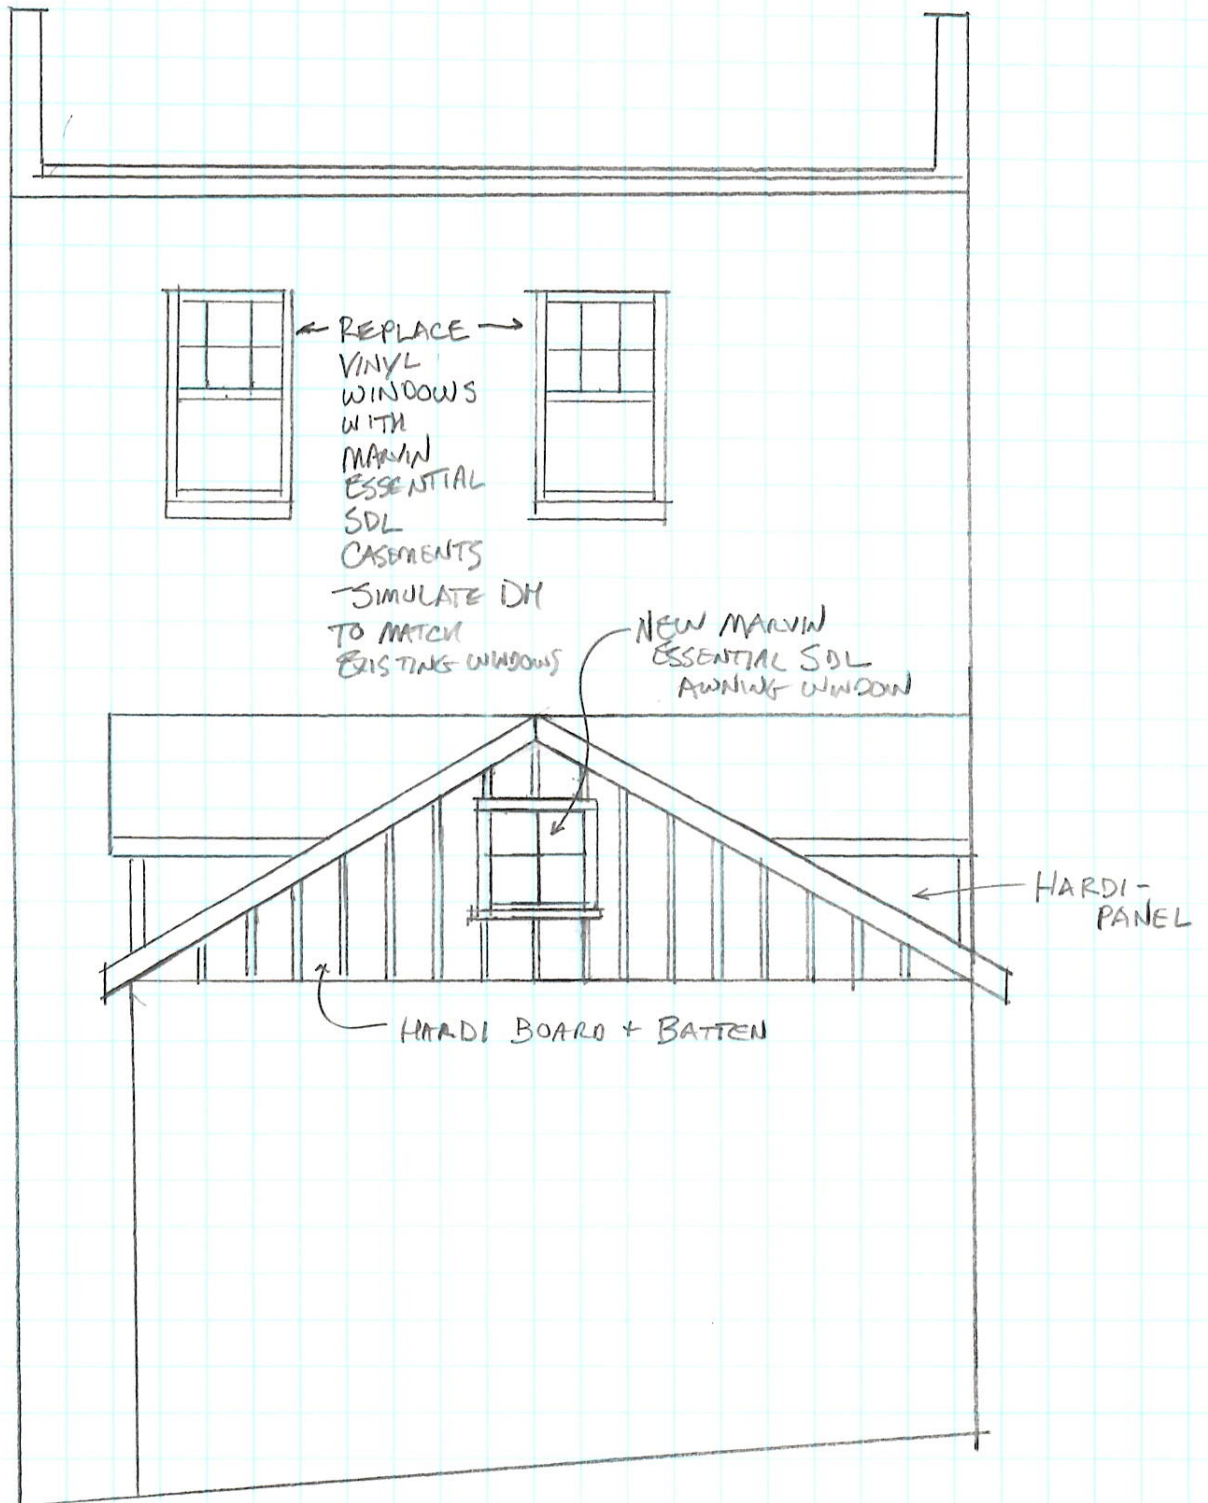 ← REPLACE →
VINYL
WINDOWS
WITH
MARVIN
ESSENTIAL
SDL
CASEMENTS
-SIMULATE DH
TO MATCH
EXISTING WINDOWS
NEW MARVIN
ESSENTIAL SDL
AWNING WINDOW
HARDI-
PANEL
HARDI BOARD + BATTEN